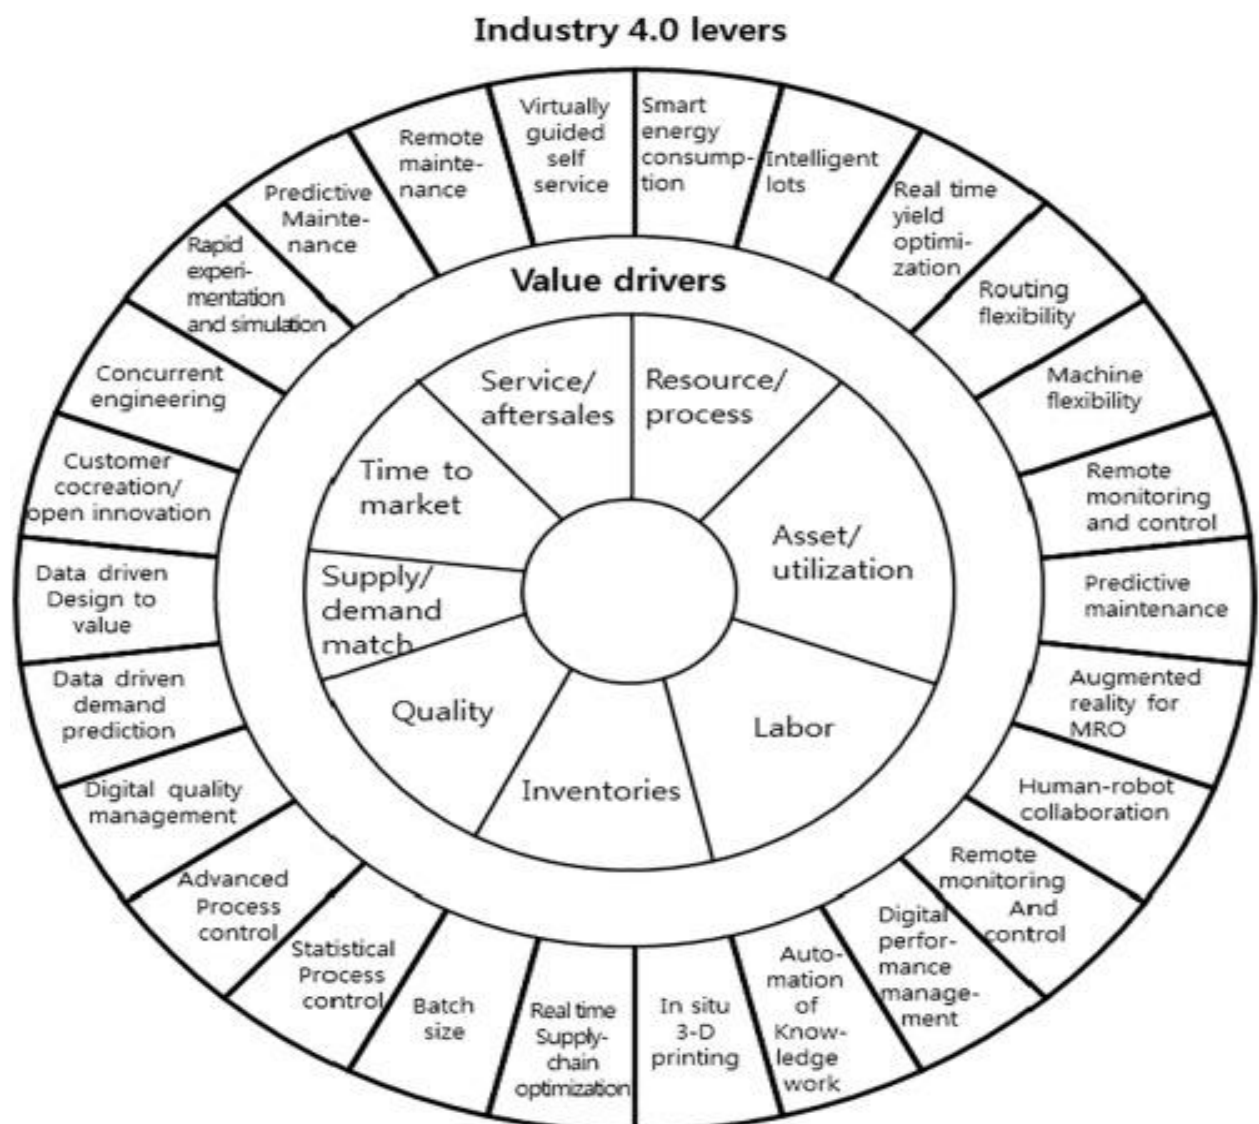 Industry 4.0 levers
Virtually
guided
self
service
Smart
energy
consump-
tion
Intelligent
lots
Real time
yield
optimi-
zation
Routing
flexibility
Machine
flexibility
Remote
monitoring
and control
Predictive
maintenance
Augmented
reality for
MRO
Human-robot
collaboration
Remote
monitoring
And
control
Digital
perfor-
mance
manage-
ment
Auto-
mation
of
Know-
ledge
work
In situ
3-D
printing
Real time
Supply-
chain
optimization
Batch
size
Statistical
Process
control
Advanced
Process
control
Digital quality
management
Data driven
demand
prediction
Data driven
Design to
value
Customer
cocreation/
open innovation
Concurrent
engineering
Rapid
experi-
mentation
and simulation
Predictive
Mainte-
nance
Remote
mainte-
nance
Value drivers
Service/
aftersales
Resource/
process
Asset/
utilization
Labor
Inventories
Quality
Supply/
demand
match
Time to
market